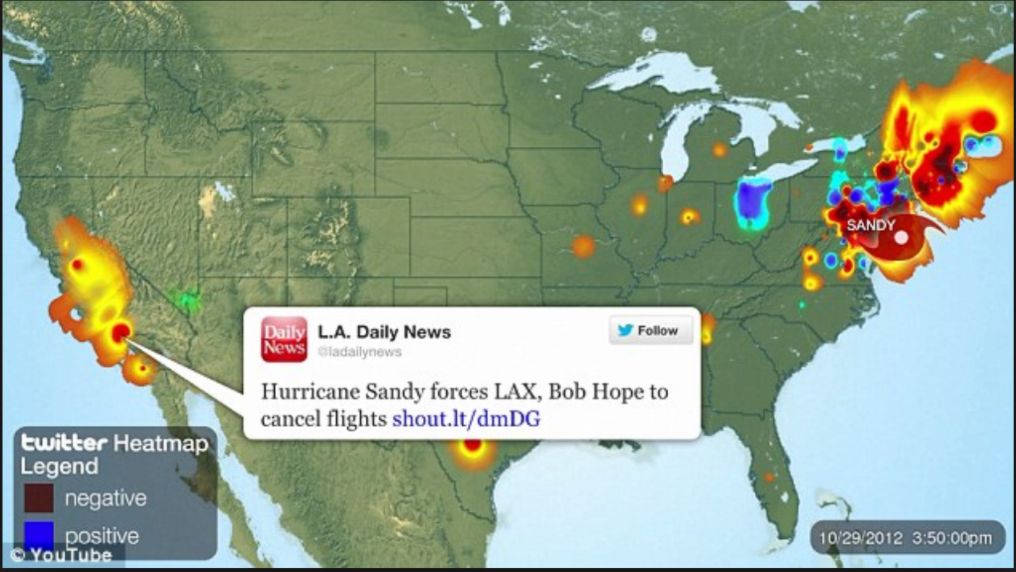 SANDY
Daily
News
L.A. Daily News
@ladailynews
Follow
Hurricane Sandy forces LAX, Bob Hope to
cancel flights shout.lt/dmDG
twitter Heatmap
Legend
negative
positive
© YouTube
10/29/2012 3:50:00pm